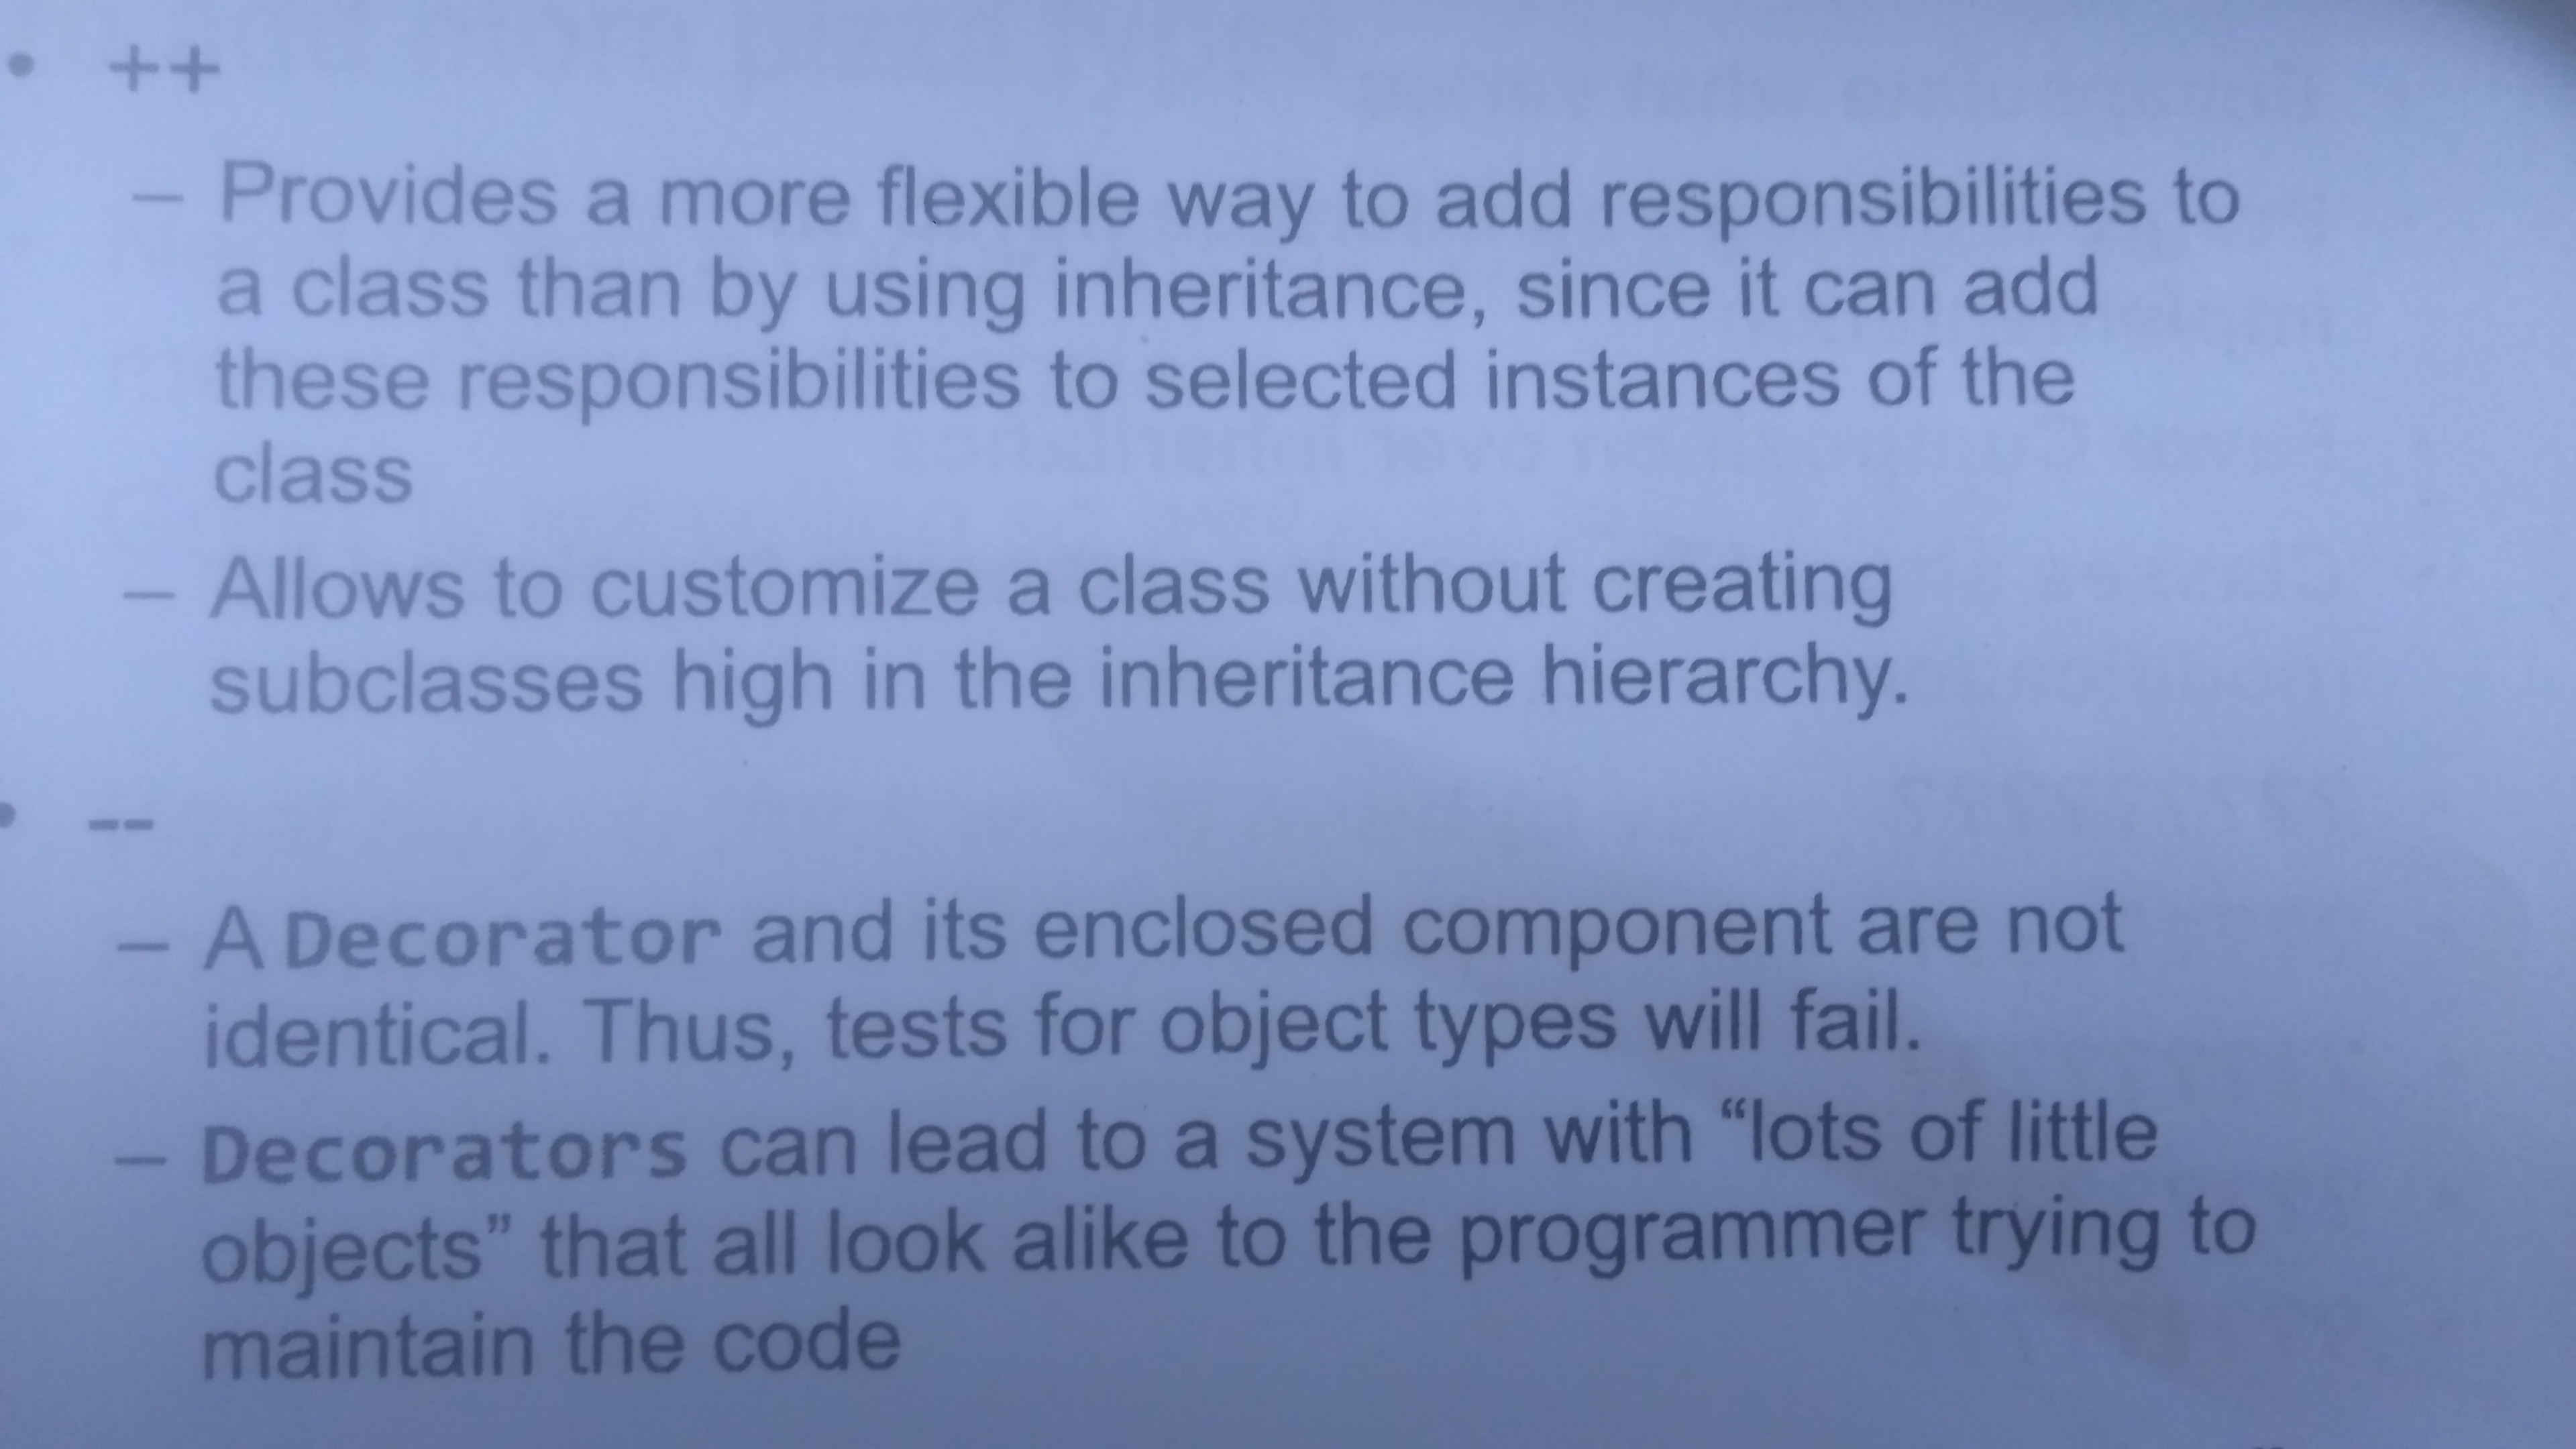 • ++
– Provides a more flexible way to add responsibilities to
a class than by using inheritance, since it can add
these responsibilities to selected instances of the
class
– Allows to customize a class without creating
subclasses high in the inheritance hierarchy.
• --
– A Decorator and its enclosed component are not
identical. Thus, tests for object types will fail.
– Decorators can lead to a system with “lots of little
objects” that all look alike to the programmer trying to
maintain the code